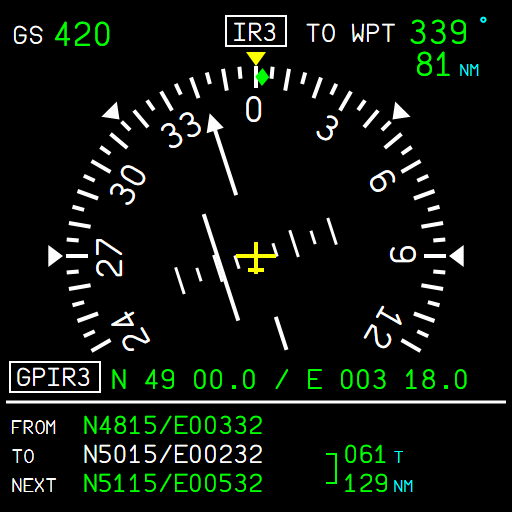 GS 420 IR3 TO WPT 339°
81 NM
33 0 3
30 6
27 9
24 12
GPIR3 N 49 00.0 / E 003 18.0
FROM N4815/E00332
TO N5015/E00232 061 T
NEXT N5115/E00532 129 NM